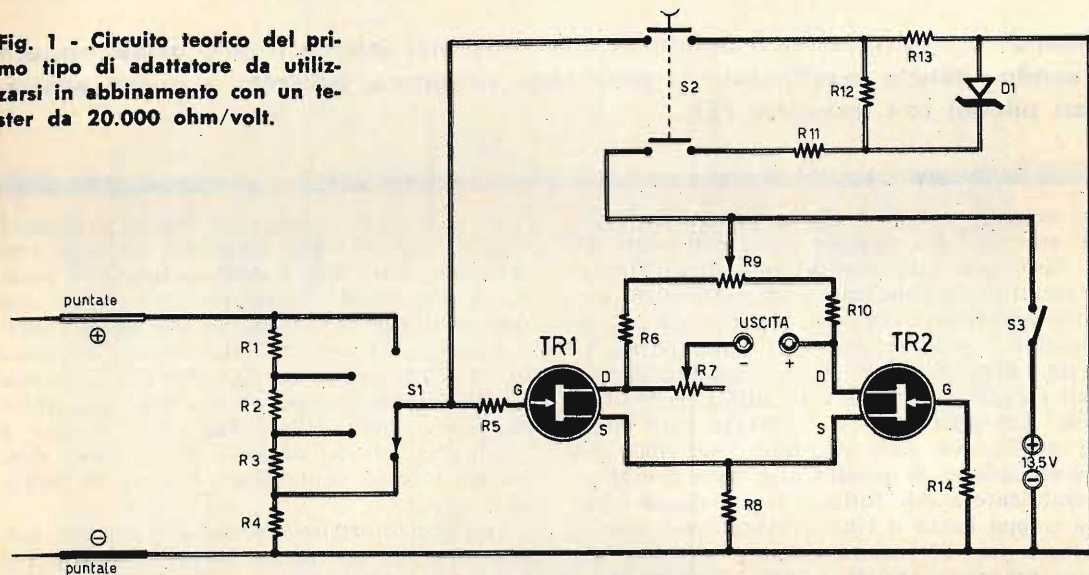 Fig. 1 - Circuito teorico del pri-
mo tipo di adattatore da utiliz-
zarsi in abbinamento con un te-
ster da 20.000 ohm/volt.
S2
R13
R12
D1
R11
R9
puntale
⊕
R1
R6
USCITA
R10
S3
TR1
-
+
TR2
R2
S1
R7
G
D
D
G
R3
R5
S
S
⊕
13,5V
⊖
R4
R8
R14
⊖
puntale